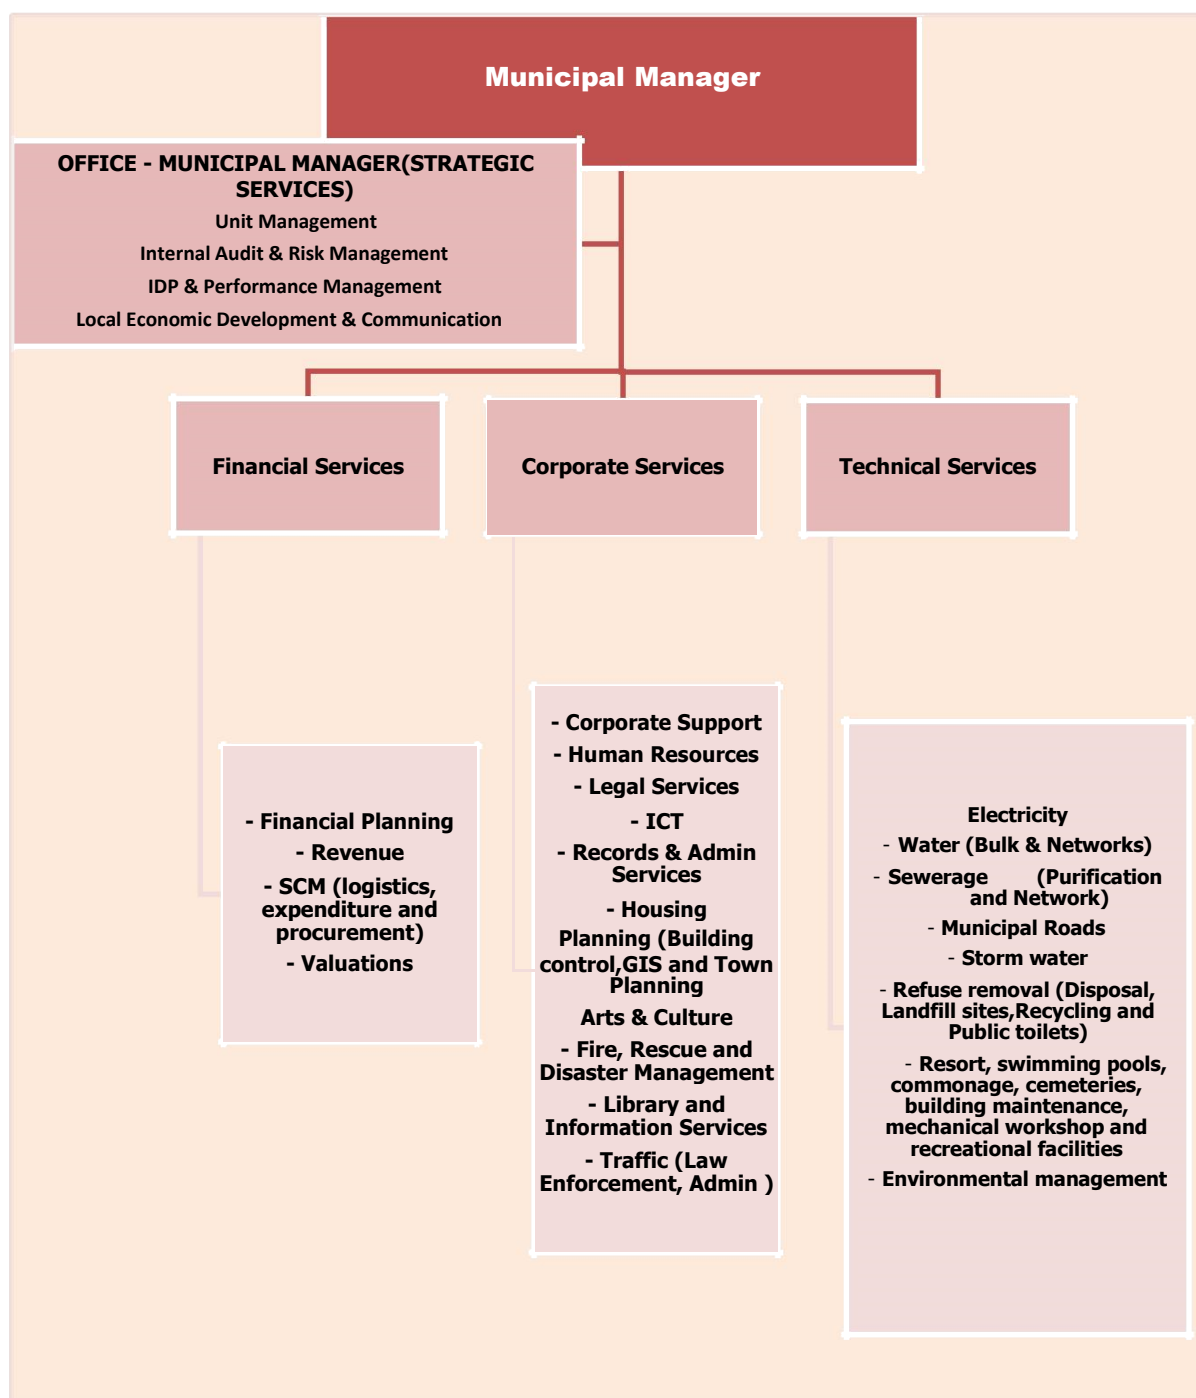 Municipal Manager
OFFICE - MUNICIPAL MANAGER(STRATEGIC
SERVICES)
Unit Management
Internal Audit & Risk Management
IDP & Performance Management
Local Economic Development & Communication
Financial Services
Corporate Services
Technical Services
- Financial Planning
- Revenue
- SCM (logistics,
expenditure and
procurement)
- Valuations
- Corporate Support
- Human Resources
- Legal Services
- ICT
- Records & Admin
Services
- Housing
Planning (Building
control,GIS and Town
Planning
Arts & Culture
- Fire, Rescue and
Disaster Management
- Library and
Information Services
- Traffic (Law
Enforcement, Admin )
Electricity
- Water (Bulk & Networks)
- Sewerage (Purification
and Network)
- Municipal Roads
- Storm water
- Refuse removal (Disposal,
Landfill sites,Recycling and
Public toilets)
- Resort, swimming pools,
commonage, cemeteries,
building maintenance,
mechanical workshop and
recreational facilities
- Environmental management